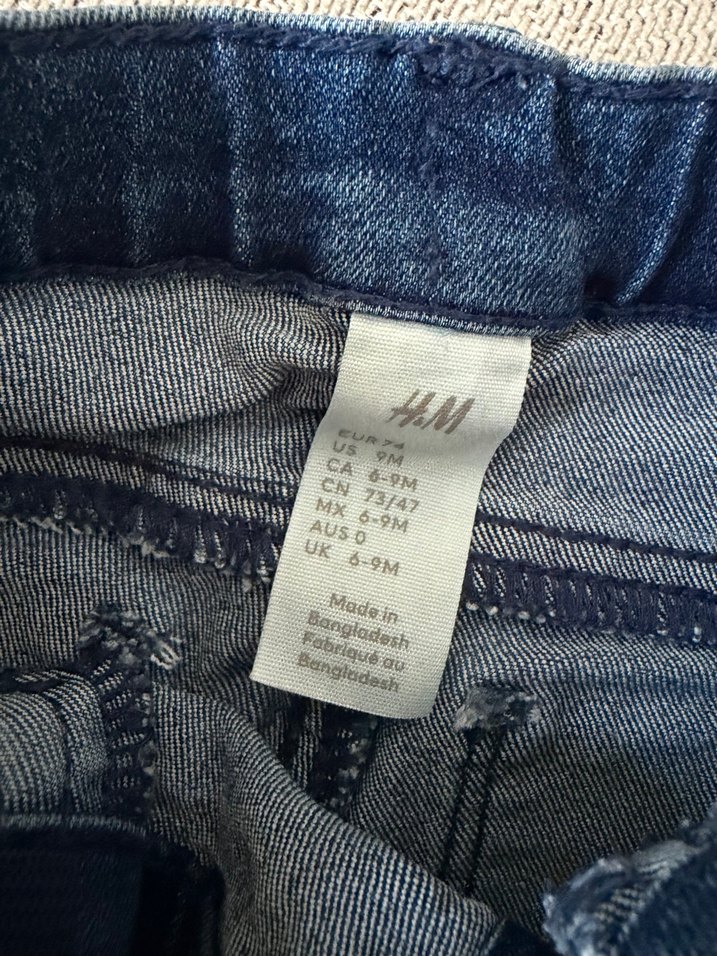 H&M
EUR 74
US 9M
CA 6-9M
CN 73/47
MX 6-9M
AUS 0
UK 6-9M
Made in
Bangladesh
Fabriqué au
Bangladesh